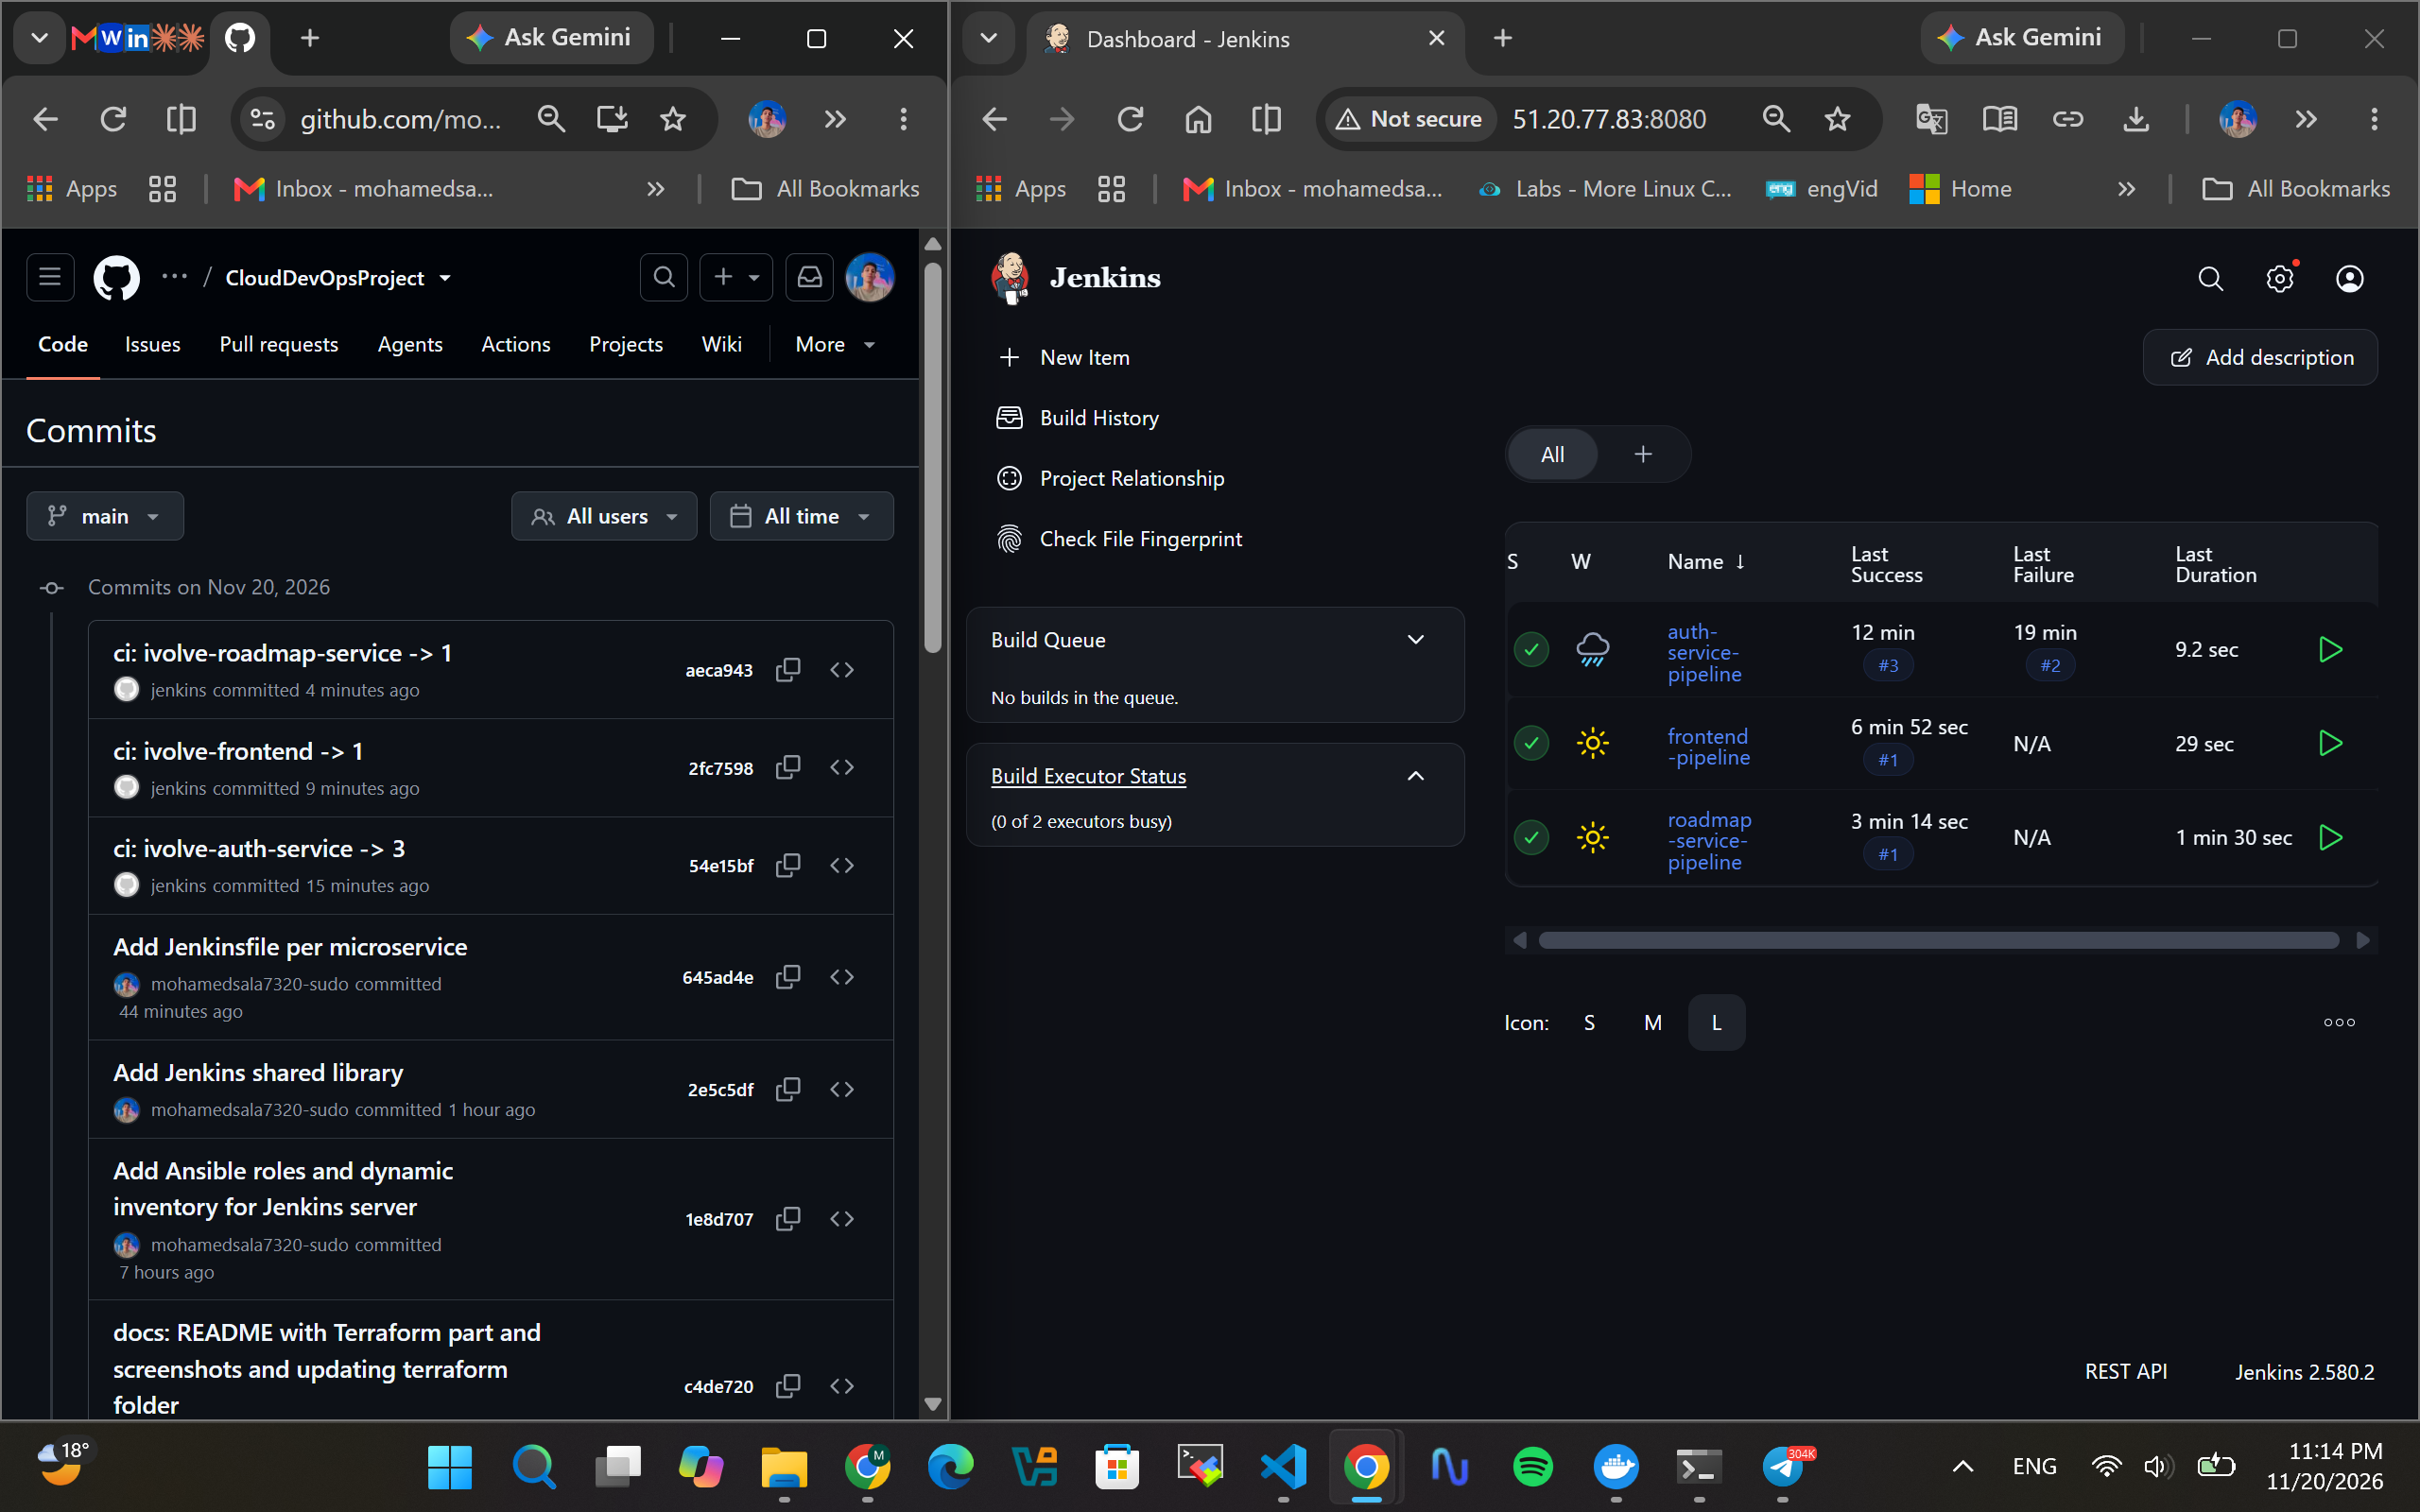 Ask Gemini
github.com/mo...
Apps
Inbox - mohamedsa...
All Bookmarks
... / CloudDevOpsProject
Code Issues Pull requests Agents Actions Projects Wiki More
Commits
main
All users
All time
Commits on Nov 20, 2026
ci: ivolve-roadmap-service -> 1
jenkins committed 4 minutes ago
aeca943
ci: ivolve-frontend -> 1
jenkins committed 9 minutes ago
2fc7598
ci: ivolve-auth-service -> 3
jenkins committed 15 minutes ago
54e15bf
Add Jenkinsfile per microservice
mohamedsala7320-sudo committed
44 minutes ago
645ad4e
Add Jenkins shared library
mohamedsala7320-sudo committed 1 hour ago
2e5c5df
Add Ansible roles and dynamic
inventory for Jenkins server
mohamedsala7320-sudo committed
7 hours ago
1e8d707
docs: README with Terraform part and
screenshots and updating terraform
folder
c4de720
Dashboard - Jenkins
Ask Gemini
Not secure 51.20.77.83:8080
Apps
Inbox - mohamedsa...
Labs - More Linux C...
eng engVid
Home
All Bookmarks
Jenkins
New Item
Build History
Project Relationship
Check File Fingerprint
Build Queue
No builds in the queue.
Build Executor Status
(0 of 2 executors busy)
Add description
All +
S W Name ↓ Last Success Last Failure Last Duration
auth-
service-
pipeline
12 min
#3
19 min
#2
9.2 sec
frontend
-pipeline
6 min 52 sec
#1
N/A
29 sec
roadmap
-service-
pipeline
3 min 14 sec
#1
N/A
1 min 30 sec
Icon: S M L
REST API
Jenkins 2.580.2
18°
M
304K
ENG
11:14 PM
11/20/2026